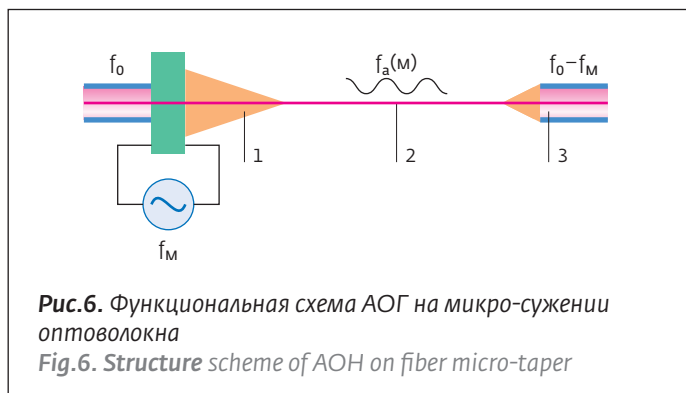 f₀ fₐ(м) f₀−fм
1 2 3
fм
Рис.6. Функциональная схема АОГ на микро-сужении
оптоволокна
Fig.6. Structure scheme of AOH on fiber micro-taper